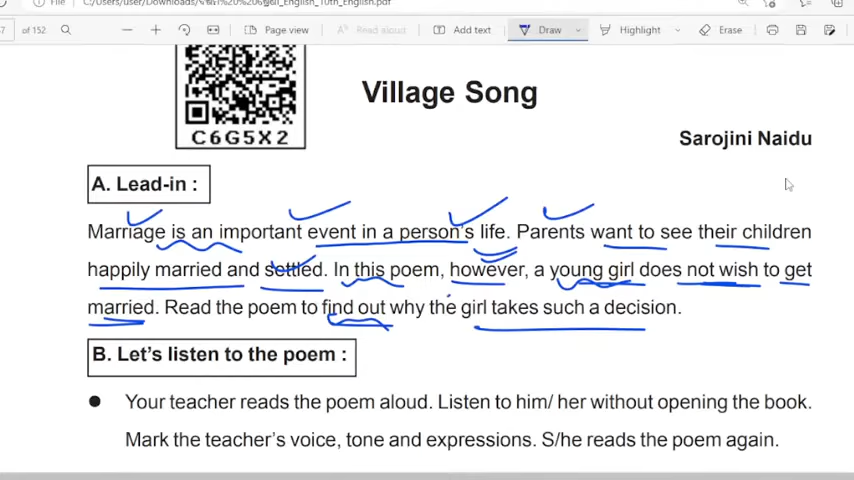 File C:/Users/user/Downloads/
of 152
Page view
Read aloud
Add text
Draw
Highlight
Erase
C6G5X2
Village Song
Sarojini Naidu
A. Lead-in :
Marriage is an important event in a person's life. Parents want to see their children
happily married and settled. In this poem, however, a young girl does not wish to get
married. Read the poem to find out why the girl takes such a decision.
B. Let's listen to the poem :
● Your teacher reads the poem aloud. Listen to him/ her without opening the book.
Mark the teacher's voice, tone and expressions. S/he reads the poem again.